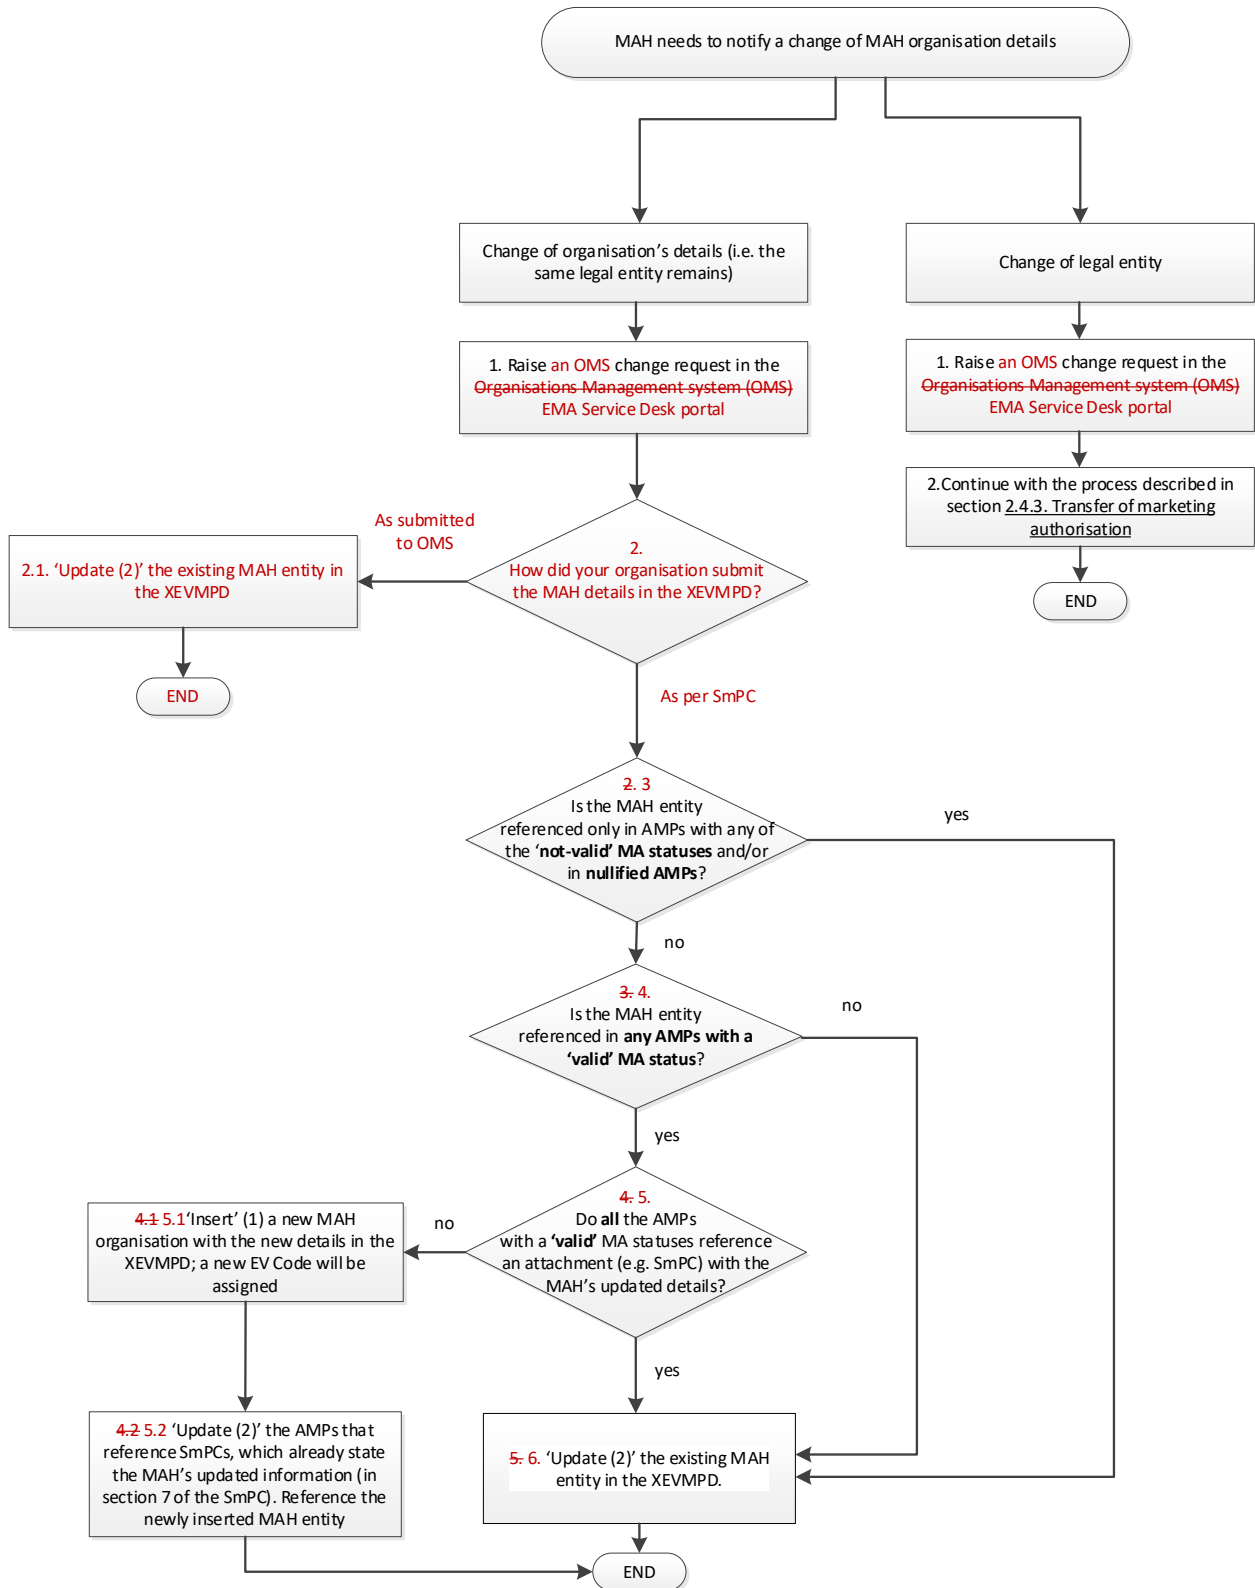 MAH needs to notify a change of MAH organisation details
Change of organisation's details (i.e. the
same legal entity remains)
Change of legal entity
1. Raise an OMS change request in the
Organisations Management system (OMS)
EMA Service Desk portal
1. Raise an OMS change request in the
Organisations Management system (OMS)
EMA Service Desk portal
2.Continue with the process described in
section 2.4.3. Transfer of marketing
authorisation
END
As submitted
to OMS
2.
How did your organisation submit
the MAH details in the XEVMPD?
2.1. ‘Update (2)’ the existing MAH entity in
the XEVMPD
END
As per SmPC
2. 3
Is the MAH entity
referenced only in AMPs with any of
the ‘not-valid’ MA statuses and/or
in nullified AMPs?
yes
no
3. 4.
Is the MAH entity
referenced in any AMPs with a
‘valid’ MA status?
no
yes
4. 5.
Do all the AMPs
with a ‘valid’ MA statuses reference
an attachment (e.g. SmPC) with the
MAH's updated details?
no
4.1 5.1‘Insert’ (1) a new MAH
organisation with the new details in the
XEVMPD; a new EV Code will be
assigned
yes
4.2 5.2 ‘Update (2)’ the AMPs that
reference SmPCs, which already state
the MAH's updated information (in
section 7 of the SmPC). Reference the
newly inserted MAH entity
5. 6. ‘Update (2)’ the existing MAH
entity in the XEVMPD.
END